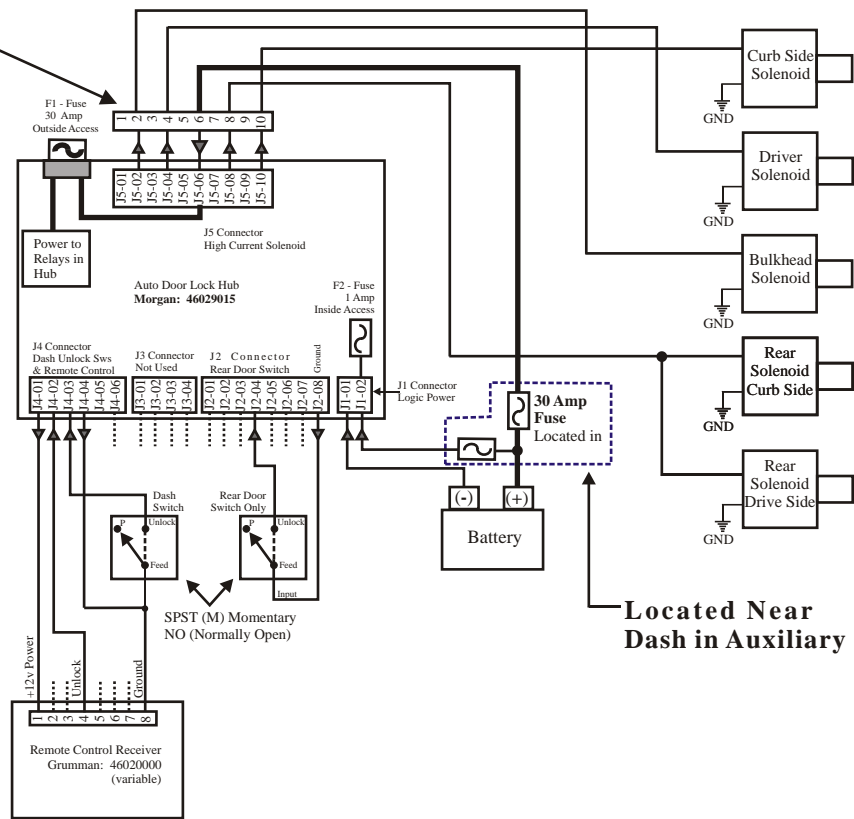 F1 - Fuse
30 Amp
Outside Access
1 2 3 4 5 6 7 8 9 10
J5-01 J5-02 J5-03 J5-04 J5-05 J5-06 J5-07 J5-08 J5-09 J5-10
J5 Connector
High Current Solenoid
Power to
Relays in
Hub
Auto Door Lock Hub
Morgan: 46029015
F2 - Fuse
1 Amp
Inside Access
J4 Connector
Dash Unlock Sws
& Remote Control
J3 Connector
Not Used
J2 Connector
Rear Door Switch
Ground
J4-01 J4-02 J4-03 J4-04 J4-05 J4-06
J3-01 J3-02 J3-03 J3-04
J2-01 J2-02 J2-03 J2-04 J2-05 J2-06 J2-07 J2-08
J1-01 J1-02
J1 Connector
Logic Power
Curb Side
Solenoid
GND
Driver
Solenoid
GND
Bulkhead
Solenoid
GND
Rear
Solenoid
Curb Side
GND
Rear
Solenoid
Drive Side
GND
30 Amp
Fuse
Located in
(-) (+)
Battery
Dash
Switch
P Unlock
Feed
Rear Door
Switch Only
P Unlock
Feed
Input
SPST (M) Momentary
NO (Normally Open)
Located Near
Dash in Auxiliary
+12v Power
Unlock
Ground
1 2 3 4 5 6 7 8
Remote Control Receiver
Grumman: 46020000
(variable)